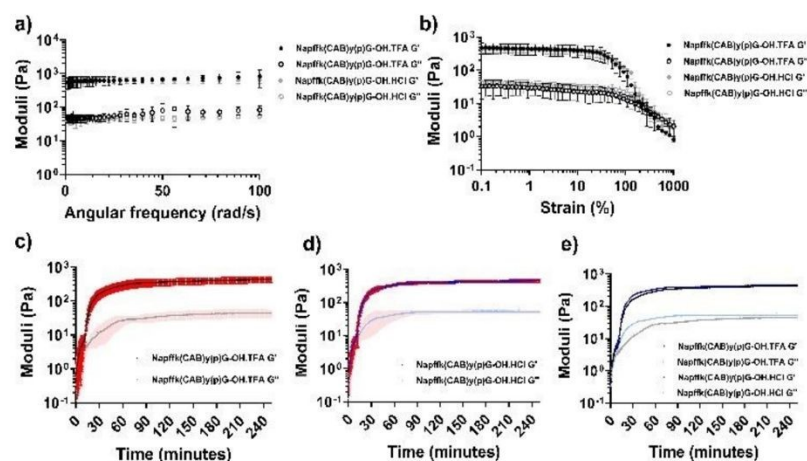 a)
Moduli (Pa)
10⁴
10³
10²
10¹
10⁰
0
50
100
Angular frequency (rad/s)
Napffk(CAB)y(p)G-OH.TFA G'
Napffk(CAB)y(p)G-OH.TFA G"
Napffk(CAB)y(p)G-OH.HCl G'
Napffk(CAB)y(p)G-OH.HCl G"
b)
Moduli (Pa)
10³
10²
10¹
10⁰
10⁻¹
0.1
1
10
100
1000
Strain (%)
Napffk(CAB)y(p)G-OH.TFA G'
Napffk(CAB)y(p)G-OH.TFA G"
Napffk(CAB)y(p)G-OH.HCl G'
Napffk(CAB)y(p)G-OH.HCl G"
c)
Moduli (Pa)
10³
10²
10¹
10⁰
10⁻¹
0
30
60
90
120
150
180
210
240
Time (minutes)
Napffk(CAB)y(p)G-OH.TFA G'
Napffk(CAB)y(p)G-OH.TFA G"
d)
Moduli (Pa)
10³
10²
10¹
10⁰
10⁻¹
0
30
60
90
120
150
180
210
240
Time (minutes)
Napffk(CAB)y(p)G-OH.HCl G'
Napffk(CAB)y(p)G-OH.HCl G"
e)
Moduli (Pa)
10³
10²
10¹
10⁰
10⁻¹
0
30
60
90
120
150
180
210
240
Time (minutes)
Napffk(CAB)y(p)G-OH.TFA G'
Napffk(CAB)y(p)G-OH.TFA G"
Napffk(CAB)y(p)G-OH.HCl G'
Napffk(CAB)y(p)G-OH.HCl G"